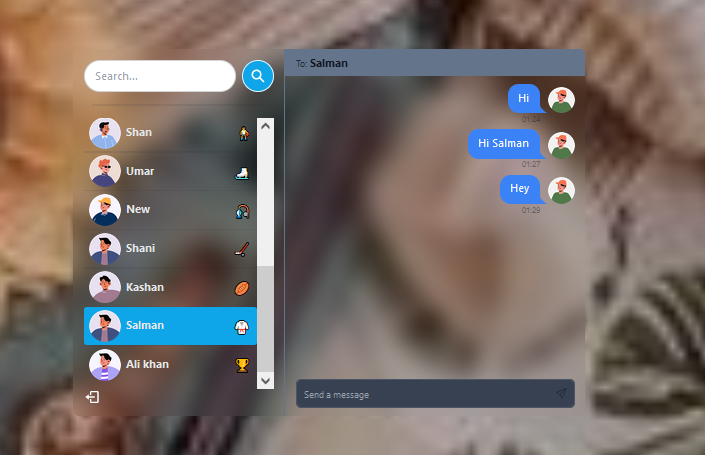 Search...
Shan
Umar
New
Shani
Kashan
Salman
Ali khan
To: Salman
Hi
01:24
Hi Salman
01:27
Hey
01:29
Send a message